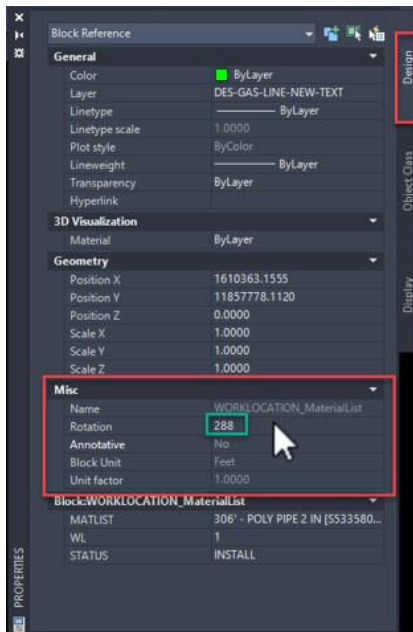 Block Reference
General
Color ByLayer
Layer DES-GAS-LINE-NEW-TEXT
Linetype ByLayer
Linetype scale 1.0000
Plot style ByColor
Lineweight ByLayer
Transparency ByLayer
Hyperlink
3D Visualization
Material ByLayer
Geometry
Position X 1610363.1555
Position Y 11857778.1120
Position Z 0.0000
Scale X 1.0000
Scale Y 1.0000
Scale Z 1.0000
Misc
Name WORKLOCATION_MaterialList
Rotation 288
Annotative No
Block Unit Feet
Unit factor 1.0000
Block:WORKLOCATION_MaterialList
MATLIST 306' - POLY PIPE 2 IN [S533580...
WL 1
STATUS INSTALL
PROPERTIES
Design
Object Class
Display